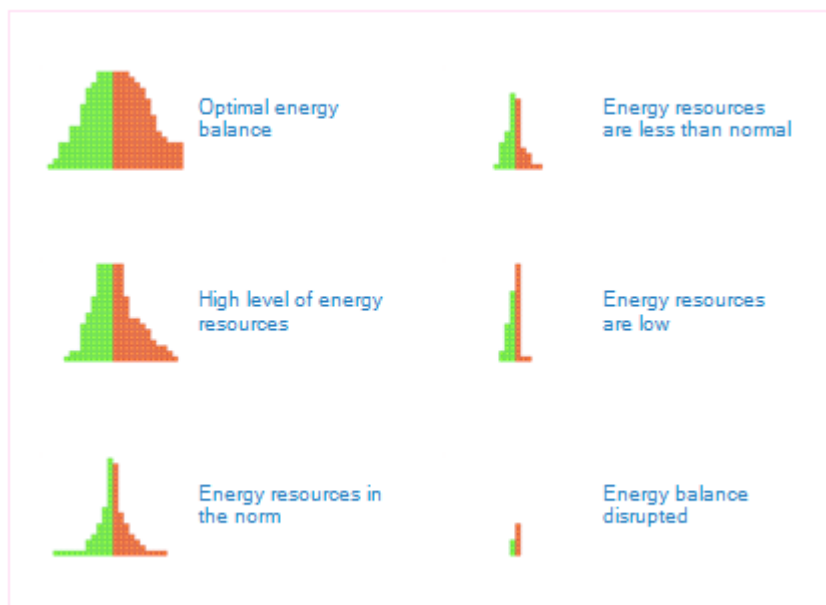 Optimal energy
balance
Energy resources
are less than normal
High level of energy
resources
Energy resources
are low
Energy resources in
the norm
Energy balance
disrupted